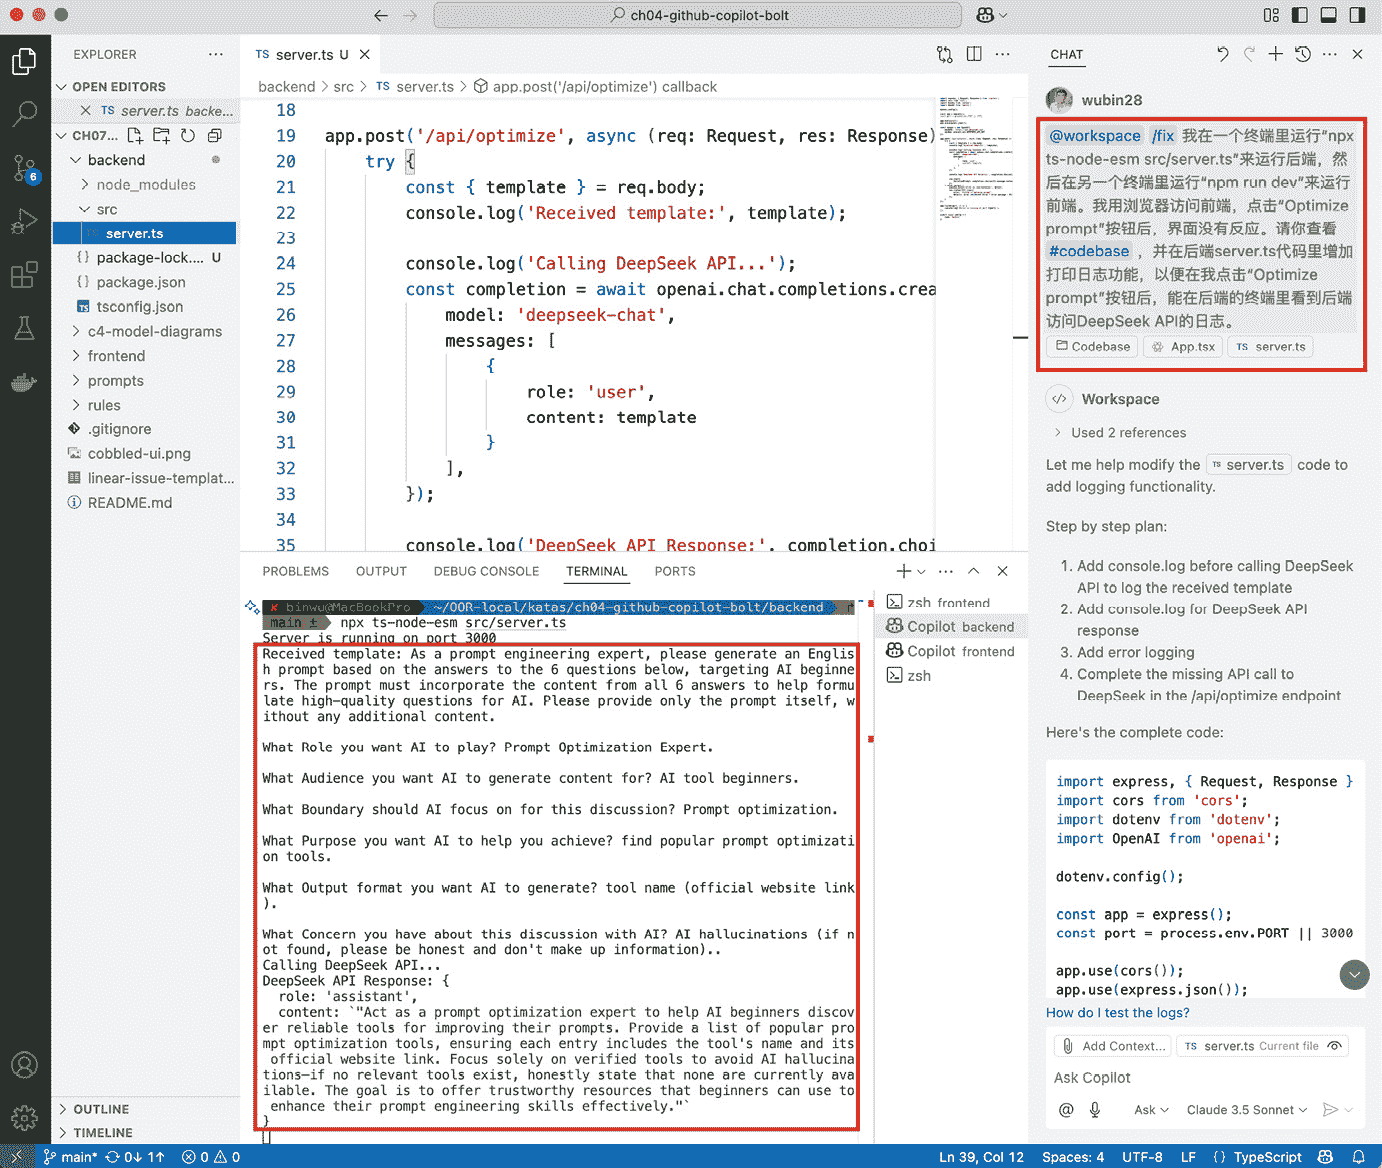 ch04-github-copilot-bolt
EXPLORER
OPEN EDITORS
TS server.ts backe...
CH07...
backend
node_modules
src
TS server.ts
{} package-lock.... U
{} package.json
TS tsconfig.json
c4-model-diagrams
frontend
prompts
rules
.gitignore
cobbled-ui.png
linear-issue-templat...
README.md
OUTLINE
TIMELINE
6
TS server.ts U
backend > src > TS server.ts > app.post('/api/optimize') callback
18
19 app.post('/api/optimize', async (req: Request, res: Response)
20 try {
21 const { template } = req.body;
22 console.log('Received template:', template);
23
24 console.log('Calling DeepSeek API...');
25 const completion = await openai.chat.completions.crea
26 model: 'deepseek-chat',
27 messages: [
28 {
29 role: 'user',
30 content: template
31 }
32 ],
33 });
34
35 console.log('DeepSeek API Response:', completion.choi
PROBLEMS OUTPUT DEBUG CONSOLE TERMINAL PORTS
✘ binwu@MacBookPro ~/OOR-local/katas/ch04-github-copilot-bolt/backend
main ± npx ts-node-esm src/server.ts
Server is running on port 3000
Received template: As a prompt engineering expert, please generate an Englis
h prompt based on the answers to the 6 questions below, targeting AI beginne
rs. The prompt must incorporate the content from all 6 answers to help formu
late high-quality questions for AI. Please provide only the prompt itself, w
ithout any additional content.
What Role you want AI to play? Prompt Optimization Expert.
What Audience you want AI to generate content for? AI tool beginners.
What Boundary should AI focus on for this discussion? Prompt optimization.
What Purpose you want AI to help you achieve? find popular prompt optimizati
on tools.
What Output format you want AI to generate? tool name (official website link
).
What Concern you have about this discussion with AI? AI hallucinations (if n
ot found, please be honest and don't make up information)..
Calling DeepSeek API...
DeepSeek API Response: {
role: 'assistant',
content: `"Act as a prompt optimization expert to help AI beginners discov
er reliable tools for improving their prompts. Provide a list of popular pro
mpt optimization tools, ensuring each entry includes the tool's name and its
official website link. Focus solely on verified tools to avoid AI hallucina
tions—if no relevant tools exist, honestly state that none are currently ava
ilable. The goal is to offer trustworthy resources that beginners can use to
enhance their prompt engineering skills effectively."`
}
zsh frontend
Copilot backend
Copilot frontend
zsh
CHAT
wubin28
@workspace /fix 我在一个终端里运行“npx
ts-node-esm src/server.ts”来运行后端，然
后在另一个终端里运行“npm run dev”来运行
前端。我用浏览器访问前端，点击“Optimize
prompt”按钮后，界面没有反应。请你查看
#codebase ，并在后端server.ts代码里增加
打印日志功能，以便在我点击“Optimize
prompt”按钮后，能在后端的终端里看到后端
访问DeepSeek API的日志。
Codebase App.tsx TS server.ts
Workspace
Used 2 references
Let me help modify the TS server.ts code to
add logging functionality.
Step by step plan:
1. Add console.log before calling DeepSeek
API to log the received template
2. Add console.log for DeepSeek API
response
3. Add error logging
4. Complete the missing API call to
DeepSeek in the /api/optimize endpoint
Here's the complete code:
import express, { Request, Response }
import cors from 'cors';
import dotenv from 'dotenv';
import OpenAI from 'openai';
dotenv.config();
const app = express();
const port = process.env.PORT || 3000
app.use(cors());
app.use(express.json());
How do I test the logs?
Add Context... TS server.ts Current file
Ask Copilot
@ Ask Claude 3.5 Sonnet
main* 0↓ 1↑ 0 0
Ln 39, Col 12 Spaces: 4 UTF-8 LF {} TypeScript